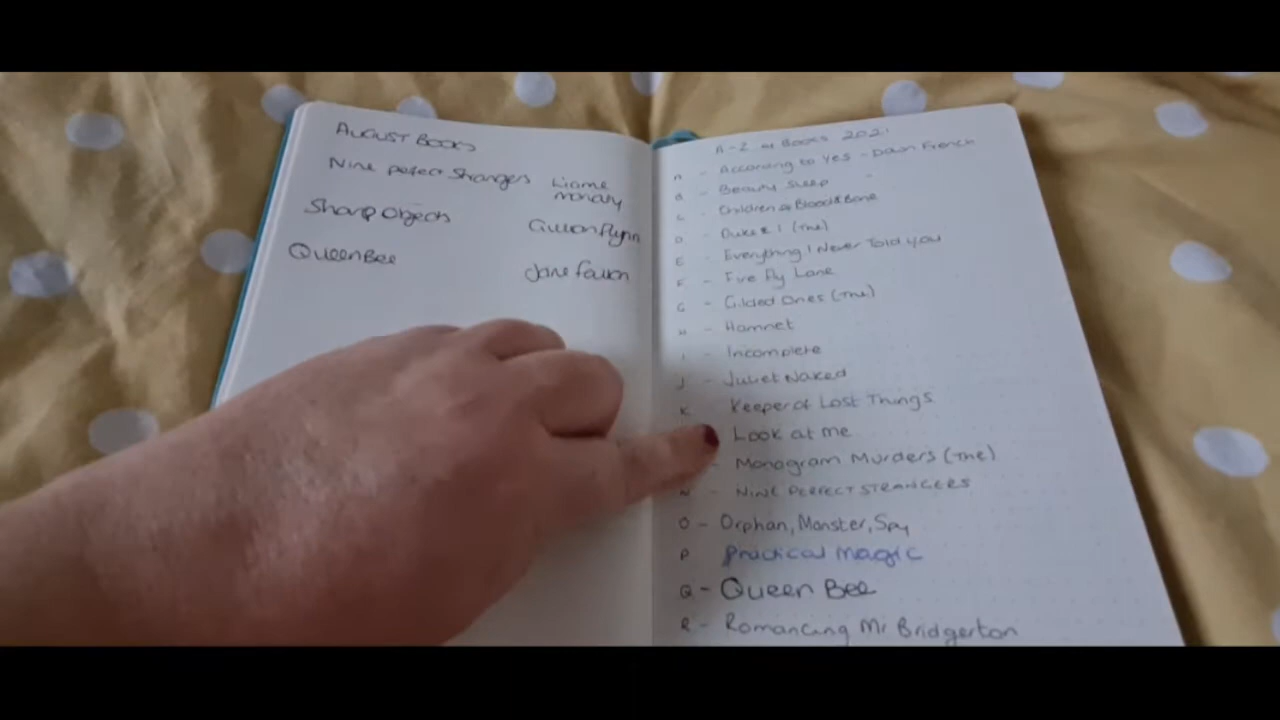 AUGUST BOOKS
Nine perfect Strangers Liame
moriaty
Sharp Objects Gillian Flynn
Queen Bee Jane fallon
A-Z of Books 2021
A - According to Yes - Dawn French
B - Beauty Sleep
C - Children of Blood & Bone
D - Duke & I (The)
E - Everything I Never Told you
F - Fire Fly Lane
G - Gilded Ones (The)
H - Hamnet
I - Incomplete
J - Juliet Naked
K Keeper of Lost Things
Look at me
- Monogram Murders (The)
N - NINE PERFECT STRANGERS
O - Orphan, Monster, Spy
P Practical Magic
Q - Queen Bee
R - Romancing Mr Bridgerton